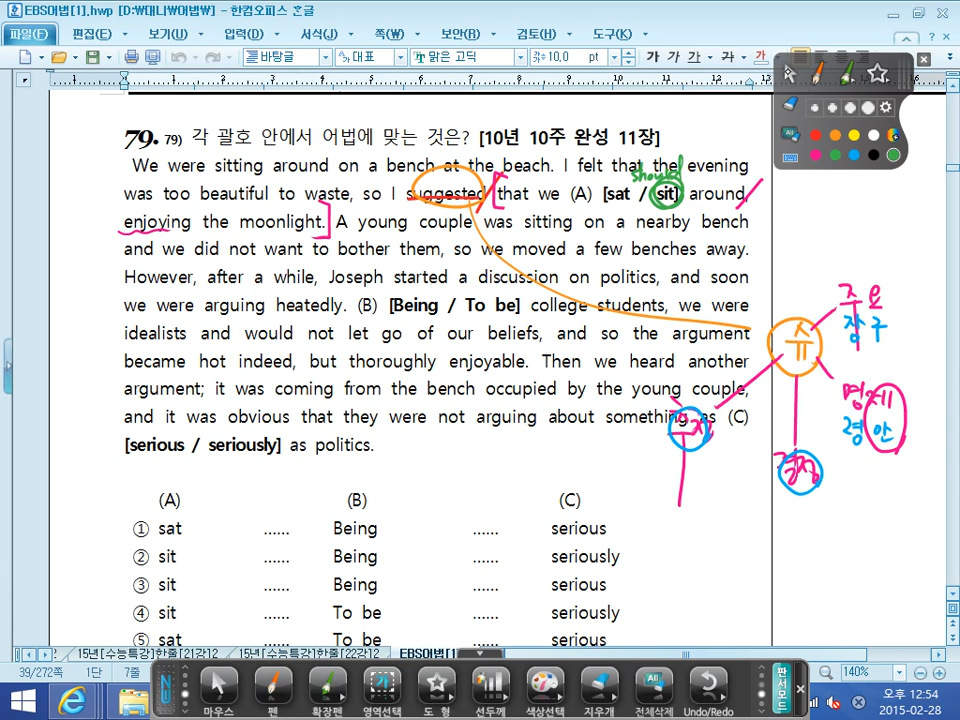 EBS어법[1].hwp [D:₩대니₩어법₩] - 한컴오피스 한글
파일(F) 편집(E) 보기(U) 입력(D) 서식(J) 쪽(W) 보안(B) 검토(H) 도구(K)
바탕글 대표 맑은 고딕 10.0 pt 가 가 가 가 가
79. 79) 각 괄호 안에서 어법에 맞는 것은? [10년 10주 완성 11장]
We were sitting around on a bench at the beach. I felt that the evening
should
was too beautiful to waste, so I suggested that we (A) [sat / sit] around,
enjoying the moonlight. A young couple was sitting on a nearby bench
and we did not want to bother them, so we moved a few benches away.
However, after a while, Joseph started a discussion on politics, and soon
we were arguing heatedly. (B) [Being / To be] college students, we were
idealists and would not let go of our beliefs, and so the argument
became hot indeed, but thoroughly enjoyable. Then we heard another
argument; it was coming from the bench occupied by the young couple,
and it was obvious that they were not arguing about something as (C)
[serious / seriously] as politics.
주요
장구
슈
명제
령안
주장
결정
(A) (B) (C)
① sat ...... Being ...... serious
② sit ...... Being ...... seriously
③ sit ...... Being ...... serious
④ sit ...... To be ...... seriously
⑤ sat ...... To be ...... serious
15년[수능특강]한줄[21강12 15년[수능특강]한줄[22강12 EBS어법[1]
39/272쪽 1단 7줄 140%
마우스 펜 확장펜 영역선택 도 형 선두께 색상선택 지우개 전체삭제 Undo/Redo
판서모드
오후 12:54
2015-02-28